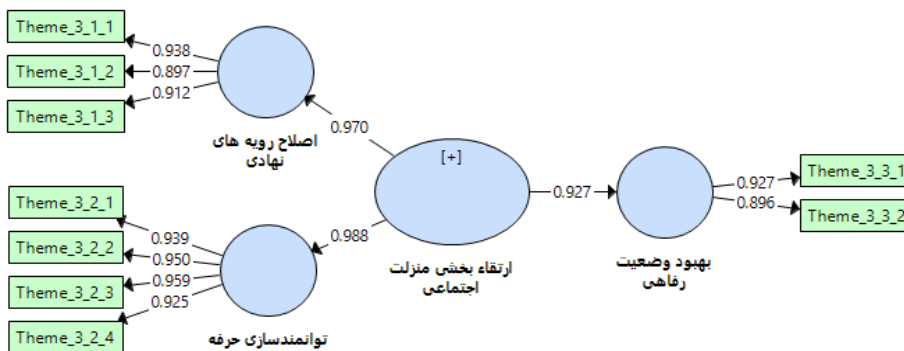 Theme_3_1_1
0.938
Theme_3_1_2
0.897
Theme_3_1_3
0.912
اصلاح رویه های
نهادی
0.970
[+]
ارتقاء بخشی منزلت
اجتماعی
0.927
بهبود وضعیت
رفاهی
0.927
Theme_3_3_1
0.896
Theme_3_3_2
0.988
Theme_3_2_1
0.939
Theme_3_2_2
0.950
Theme_3_2_3
0.959
Theme_3_2_4
0.925
توانمندسازی حرفه